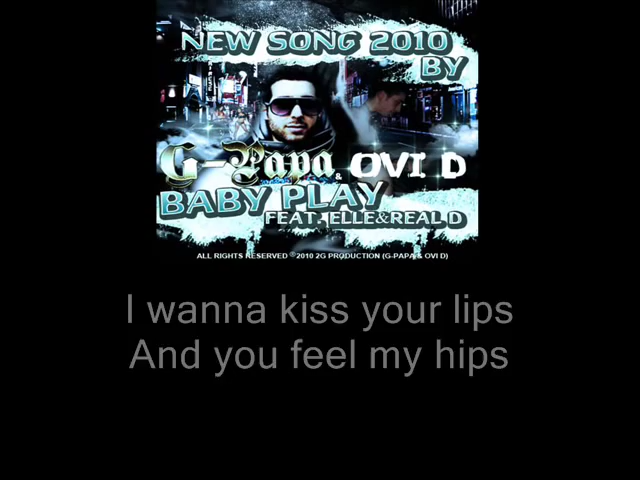 NEW SONG 2010
BY
G-Papa & OVI D
BABY PLAY
FEAT. ELLE&REAL D
ALL RIGHTS RESERVED ©2010 2G PRODUCTION (G-PAPA & OVI D)
I wanna kiss your lips
And you feel my hips